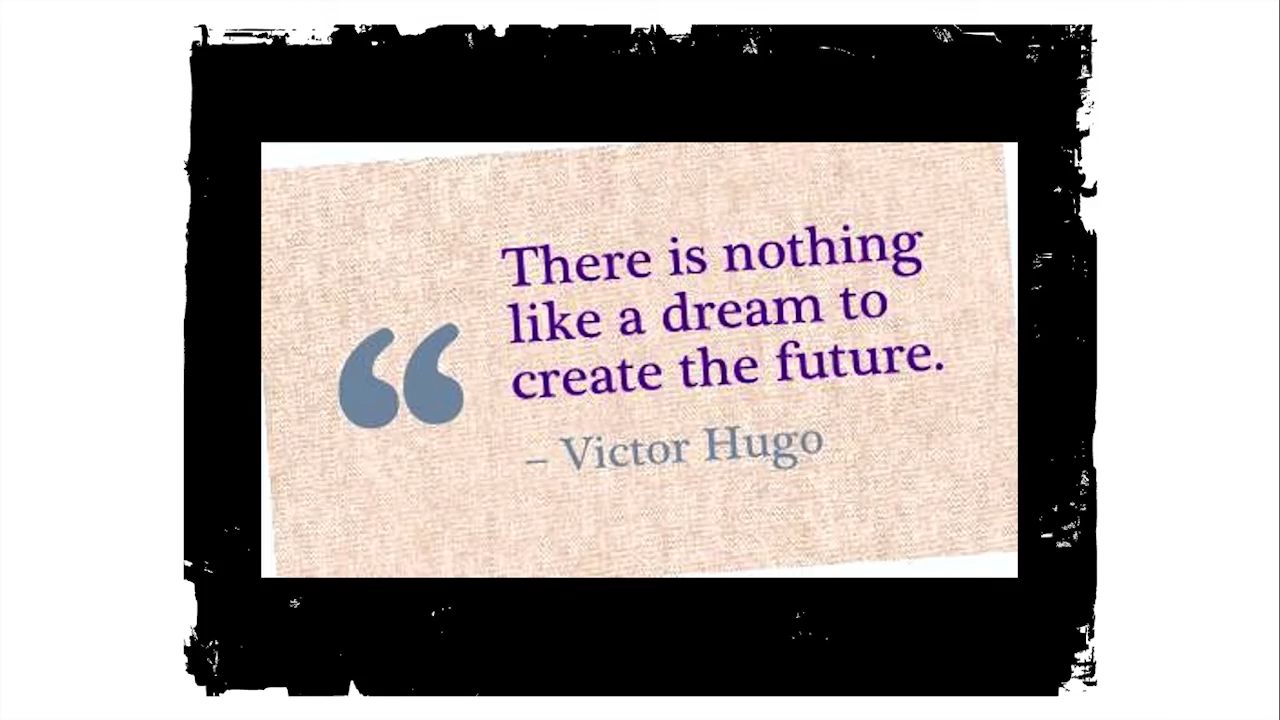 There is nothing
like a dream to
create the future.
– Victor Hugo